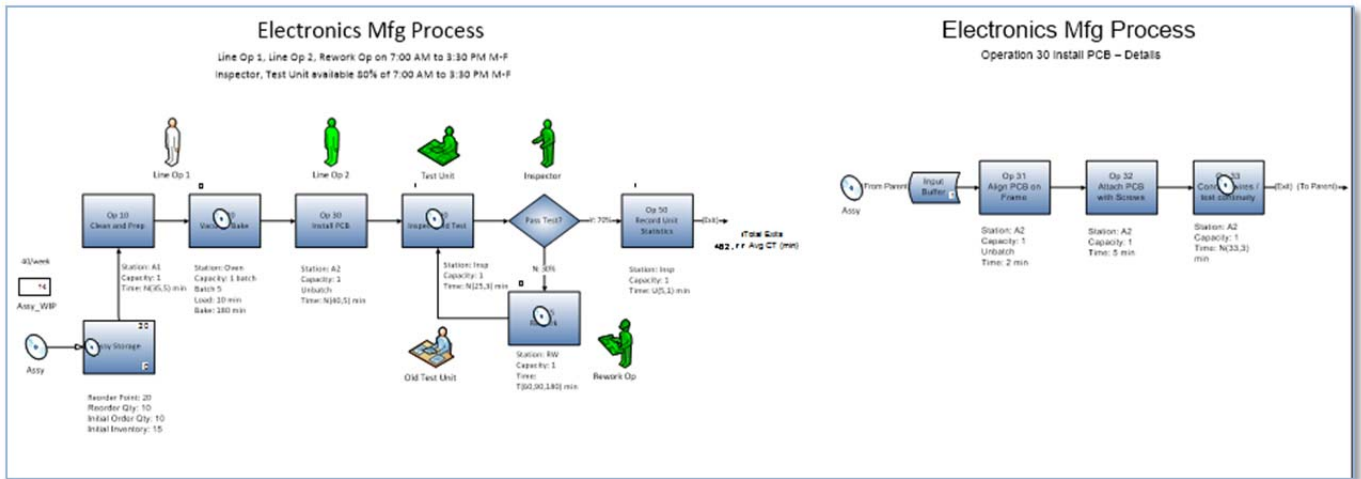 Electronics Mfg Process
Line Op 1, Line Op 2, Rework Op on 7:00 AM to 3:30 PM M-F
Inspector, Test Unit available 80% of 7:00 AM to 3:30 PM M-F
Line Op 1
Line Op 2
Test Unit
Inspector
Op 10
Clean and Prep
Op 30
Install PCB
Pass Test?
Y: 70%
Op 50
Record Unit
Statistics
(Exit)
Total Exits
Avg CT (min)
N: 30%
40/week
Assy_WIP
Assy
Storage
20
Station: A1
Capacity: 1
Time: N(35,5) min
Station: Oven
Capacity: 1 batch
Batch 5
Load: 10 min
Bake: 180 min
Station: A2
Capacity: 1
Unbatch
Time: N(40,5) min
Station: Insp
Capacity: 1
Time: N(25,3) min
Station: Insp
Capacity: 1
Time: U(5,1) min
Old Test Unit
Station: RW
Capacity: 1
Time:
T(60,90,180) min
Rework Op
Reorder Point: 20
Reorder Qty: 10
Initial Order Qty: 10
Initial Inventory: 15
Electronics Mfg Process
Operation 30 Install PCB – Details
Assy
From Parent
Input
Buffer
Op 31
Align PCB on
Frame
Op 32
Attach PCB
with Screws
test continuity
(Exit) (To Parent)
Station: A2
Capacity: 1
Unbatch
Time: 2 min
Station: A2
Capacity: 1
Time: 5 min
Station: A2
Capacity: 1
Time: N(33,3)
min